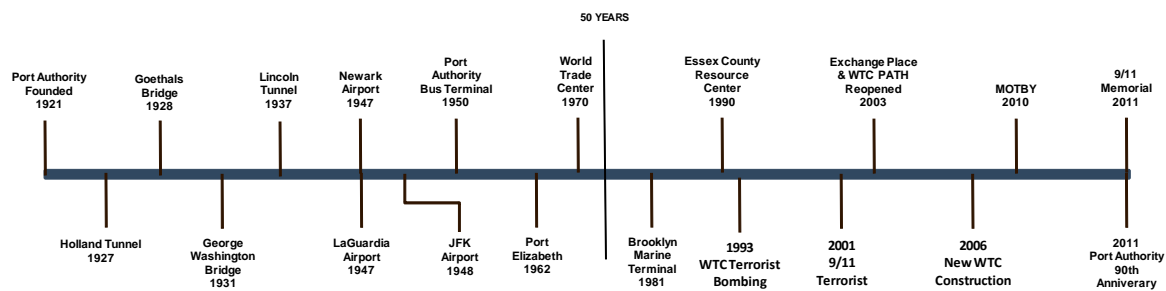 50 YEARS
Port Authority
Founded
1921
Goethals
Bridge
1928
Lincoln
Tunnel
1937
Newark
Airport
1947
Port
Authority
Bus Terminal
1950
World
Trade
Center
1970
Essex County
Resource
Center
1990
Exchange Place
& WTC PATH
Reopened
2003
MOTBY
2010
9/11
Memorial
2011
Holland Tunnel
1927
George
Washington
Bridge
1931
LaGuardia
Airport
1947
JFK
Airport
1948
Port
Elizabeth
1962
Brooklyn
Marine
Terminal
1981
1993
WTC Terrorist
Bombing
2001
9/11
Terrorist
2006
New WTC
Construction
2011
Port Authority
90th
Anniverary